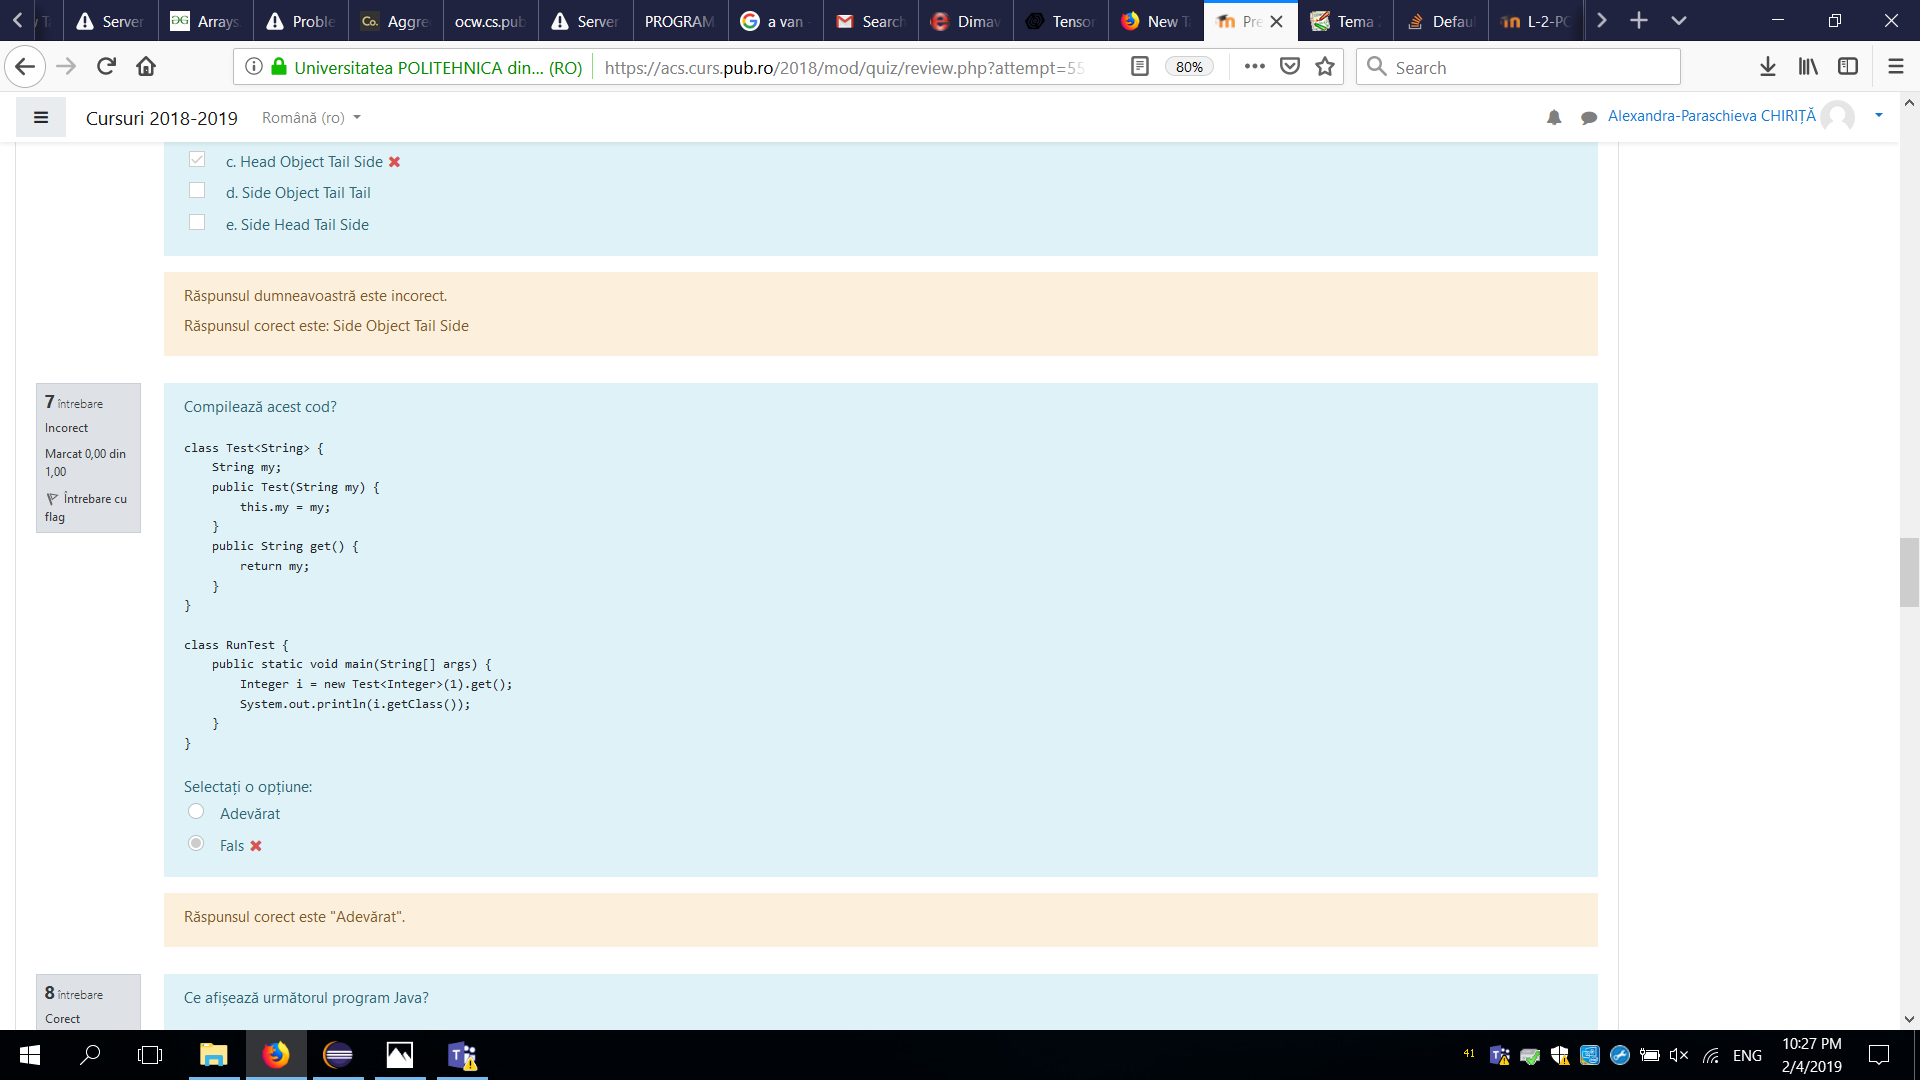 Server
Arrays
Proble
Aggre
ocw.cs.pub
Server
PROGRAM
a van
Search
Dimav
Tensor
New Ta
Pre
Tema
Defau
L-2-PC
Universitatea POLITEHNICA din... (RO)
https://acs.curs.pub.ro/2018/mod/quiz/review.php?attempt=55
80%
Search
Cursuri 2018-2019
Română (ro)
Alexandra-Paraschieva CHIRIȚĂ
c. Head Object Tail Side
d. Side Object Tail Tail
e. Side Head Tail Side
Răspunsul dumneavoastră este incorect.
Răspunsul corect este: Side Object Tail Side
7 întrebare
Incorect
Marcat 0,00 din
1,00
Întrebare cu
flag
Compilează acest cod?
class Test<String> {
String my;
public Test(String my) {
this.my = my;
}
public String get() {
return my;
}
}
class RunTest {
public static void main(String[] args) {
Integer i = new Test<Integer>(1).get();
System.out.println(i.getClass());
}
}
Selectați o opțiune:
Adevărat
Fals
Răspunsul corect este "Adevărat".
8 întrebare
Corect
Ce afișează următorul program Java?
41
ENG
10:27 PM
2/4/2019